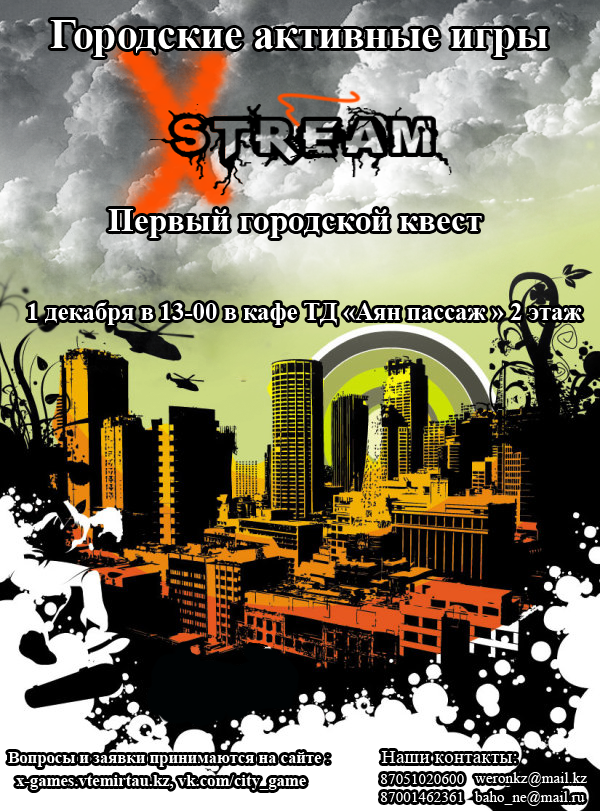 Городские активные игры
X
STREAM
Первый городской квест
1 декабря в 13-00 в кафе ТД «Аян пассаж » 2 этаж
Вопросы и заявки принимаются на сайте :
x-games.vtemirtau.kz, vk.com/city_game
Наши контакты:
87051020600 weronkz@mail.kz
87001462361 baho_ne@mail.ru